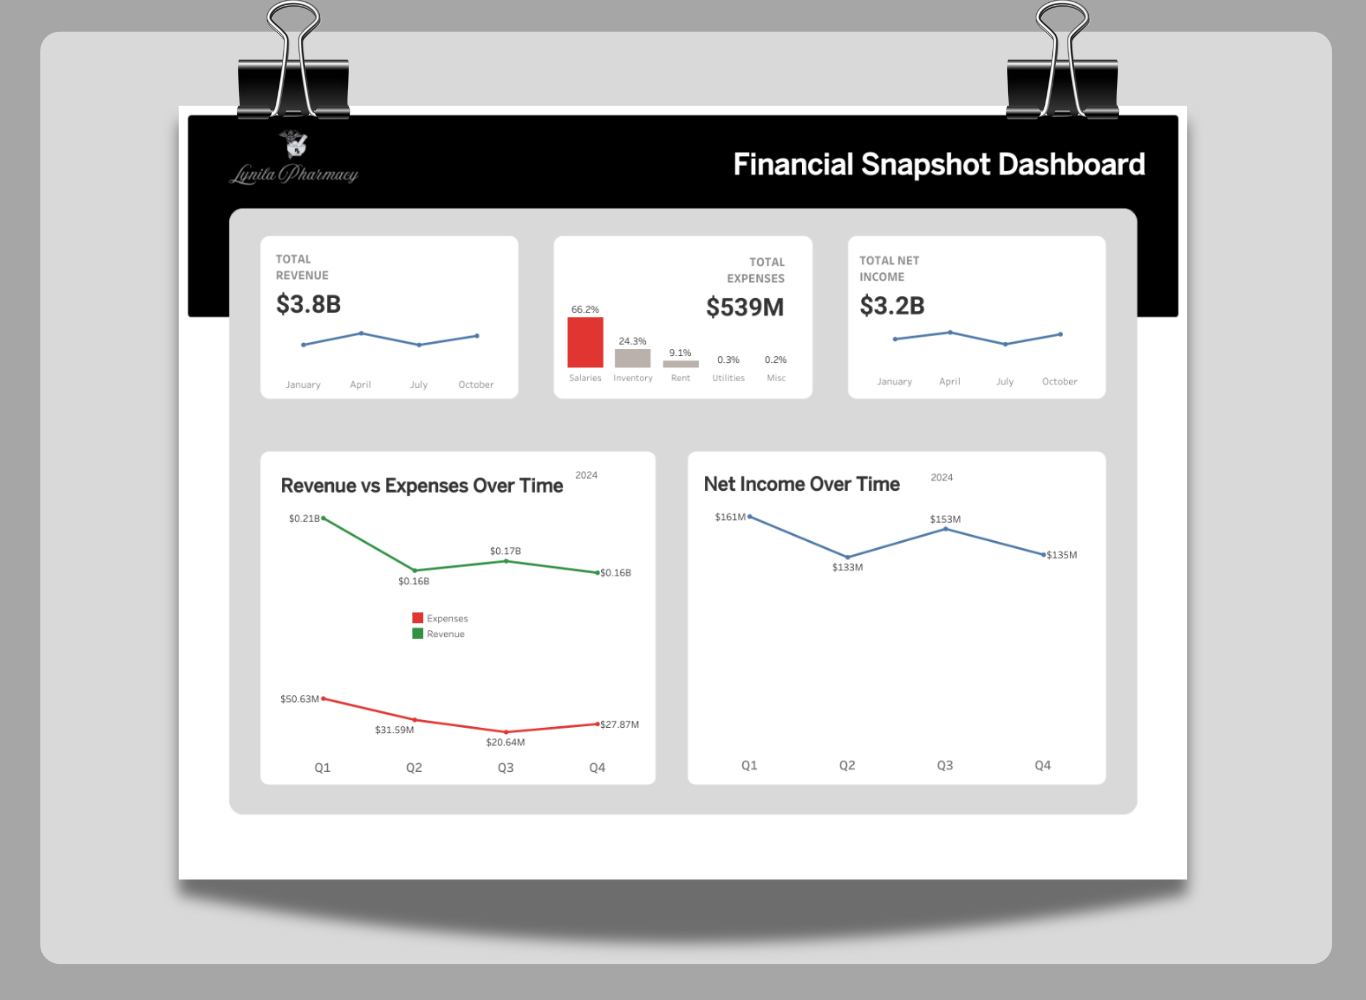 Lynila Pharmacy
Financial Snapshot Dashboard
TOTAL
REVENUE
$3.8B
January April July October
TOTAL
EXPENSES
$539M
66.2%
24.3%
9.1%
0.3%
0.2%
Salaries Inventory Rent Utilities Misc
TOTAL NET
INCOME
$3.2B
January April July October
Revenue vs Expenses Over Time 2024
$0.21B
$0.16B
$0.17B
$0.16B
Expenses
Revenue
$50.63M
$31.59M
$20.64M
$27.87M
Q1 Q2 Q3 Q4
Net Income Over Time 2024
$161M
$133M
$153M
$135M
Q1 Q2 Q3 Q4